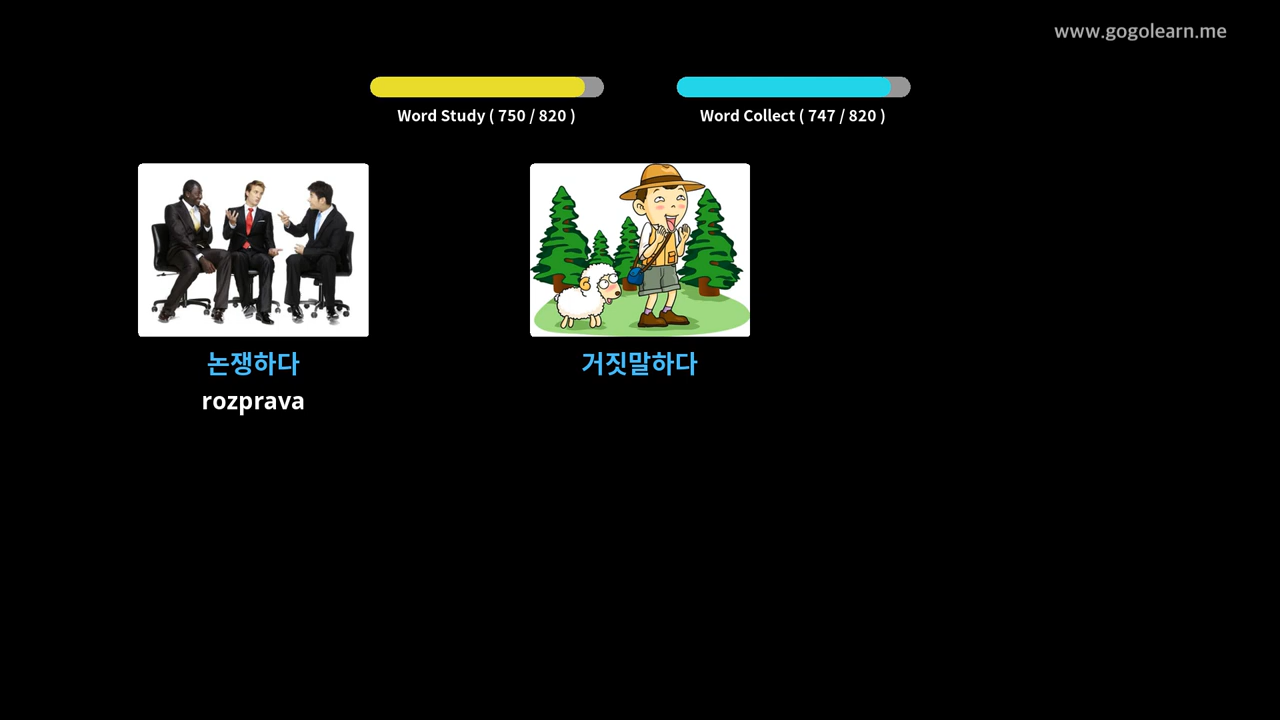 www.gogolearn.me
Word Study ( 750 / 820 )
Word Collect ( 747 / 820 )
논쟁하다
rozprava
거짓말하다